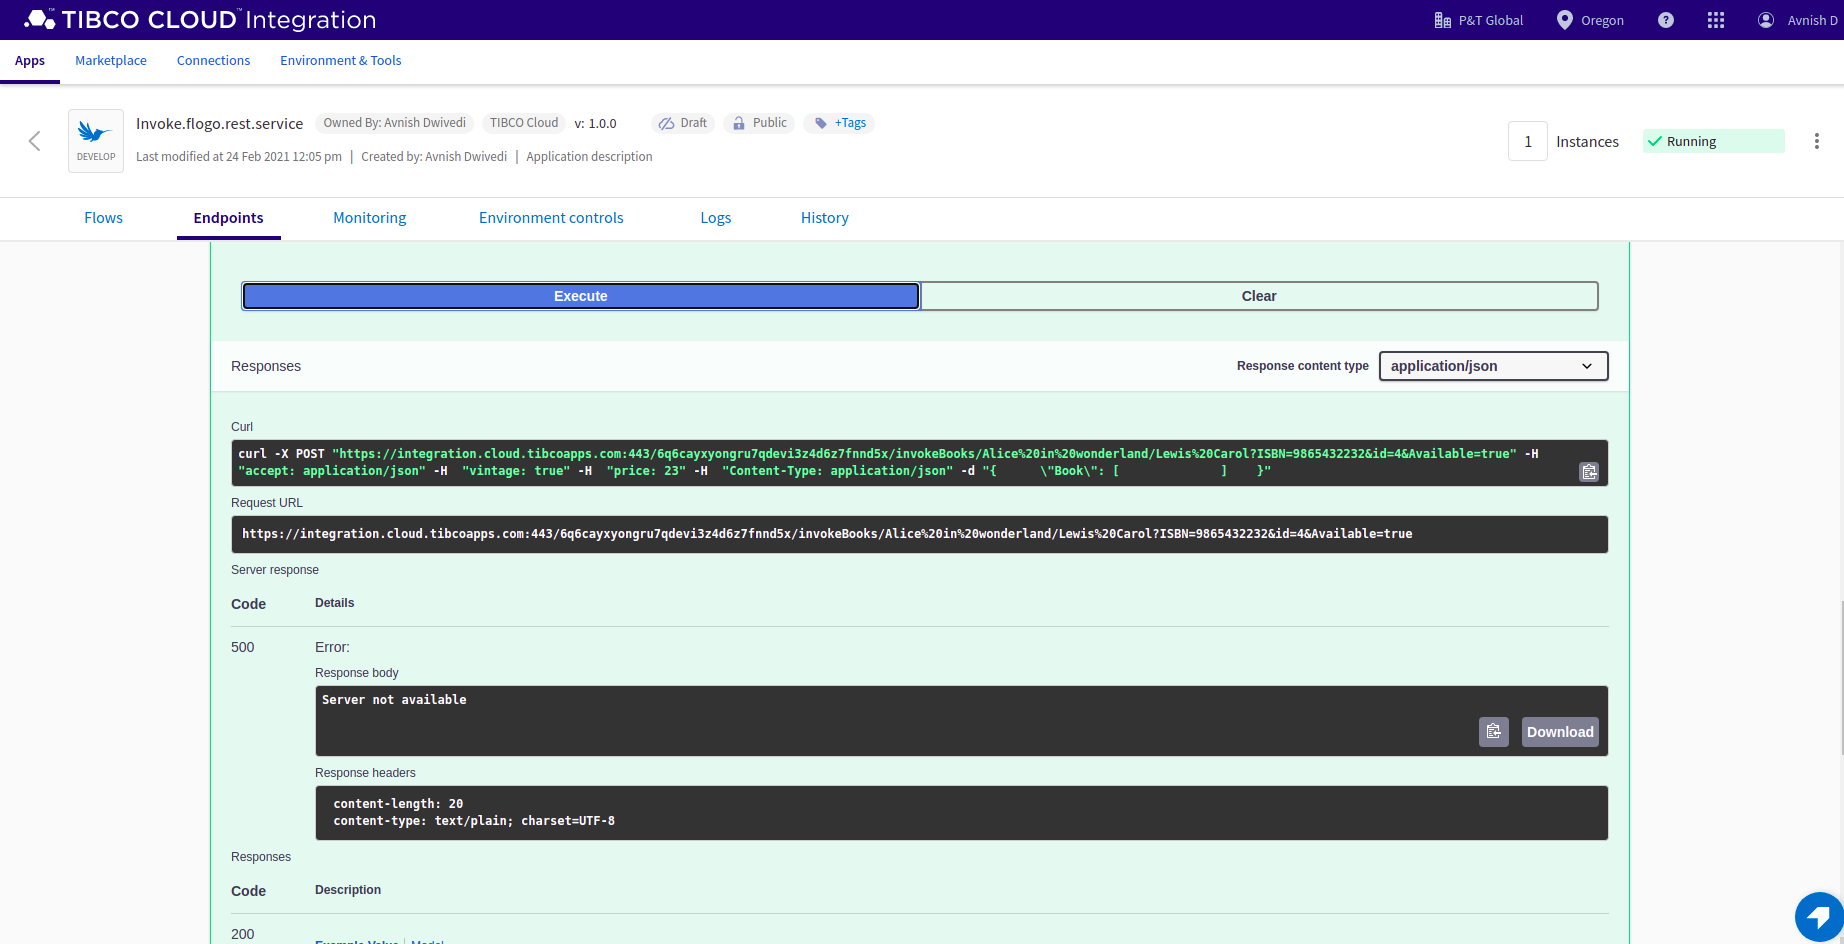 TIBCO CLOUD™ Integration
P&T Global
Oregon
?
Avnish D
Apps
Marketplace
Connections
Environment & Tools
DEVELOP
Invoke.flogo.rest.service
Owned By: Avnish Dwivedi
TIBCO Cloud
v: 1.0.0
Draft
Public
+Tags
Last modified at 24 Feb 2021 12:05 pm | Created by: Avnish Dwivedi | Application description
1
Instances
Running
Flows
Endpoints
Monitoring
Environment controls
Logs
History
Execute
Clear
Responses
Response content type
application/json
Curl
curl -X POST "https://integration.cloud.tibcoapps.com:443/6q6cayxyongru7qdevi3z4d6z7fnnd5x/invokeBooks/Alice%20in%20wonderland/Lewis%20Carol?ISBN=9865432232&id=4&Available=true" -H
"accept: application/json" -H "vintage: true" -H "price: 23" -H "Content-Type: application/json" -d "{ \"Book\": [ ] }"
Request URL
https://integration.cloud.tibcoapps.com:443/6q6cayxyongru7qdevi3z4d6z7fnnd5x/invokeBooks/Alice%20in%20wonderland/Lewis%20Carol?ISBN=9865432232&id=4&Available=true
Server response
Code
Details
500
Error:
Response body
Server not available
Download
Response headers
content-length: 20
content-type: text/plain; charset=UTF-8
Responses
Code
Description
200
Example Value | Model